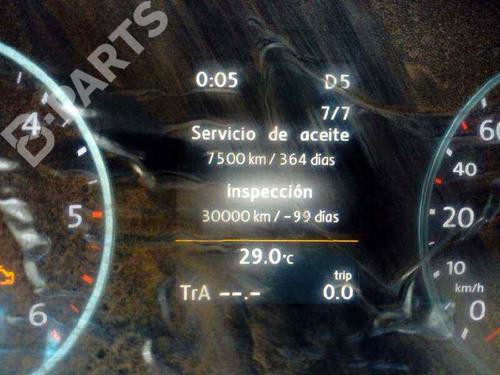 0:05 D5
7/7
Servicio de aceite
7500 km / 364 días
Inspección
30000 km / -99 días
29.0°C
trip
TrA --.- 0.0
4
5
6
60
40
20
10
km/h
0
D-PARTS